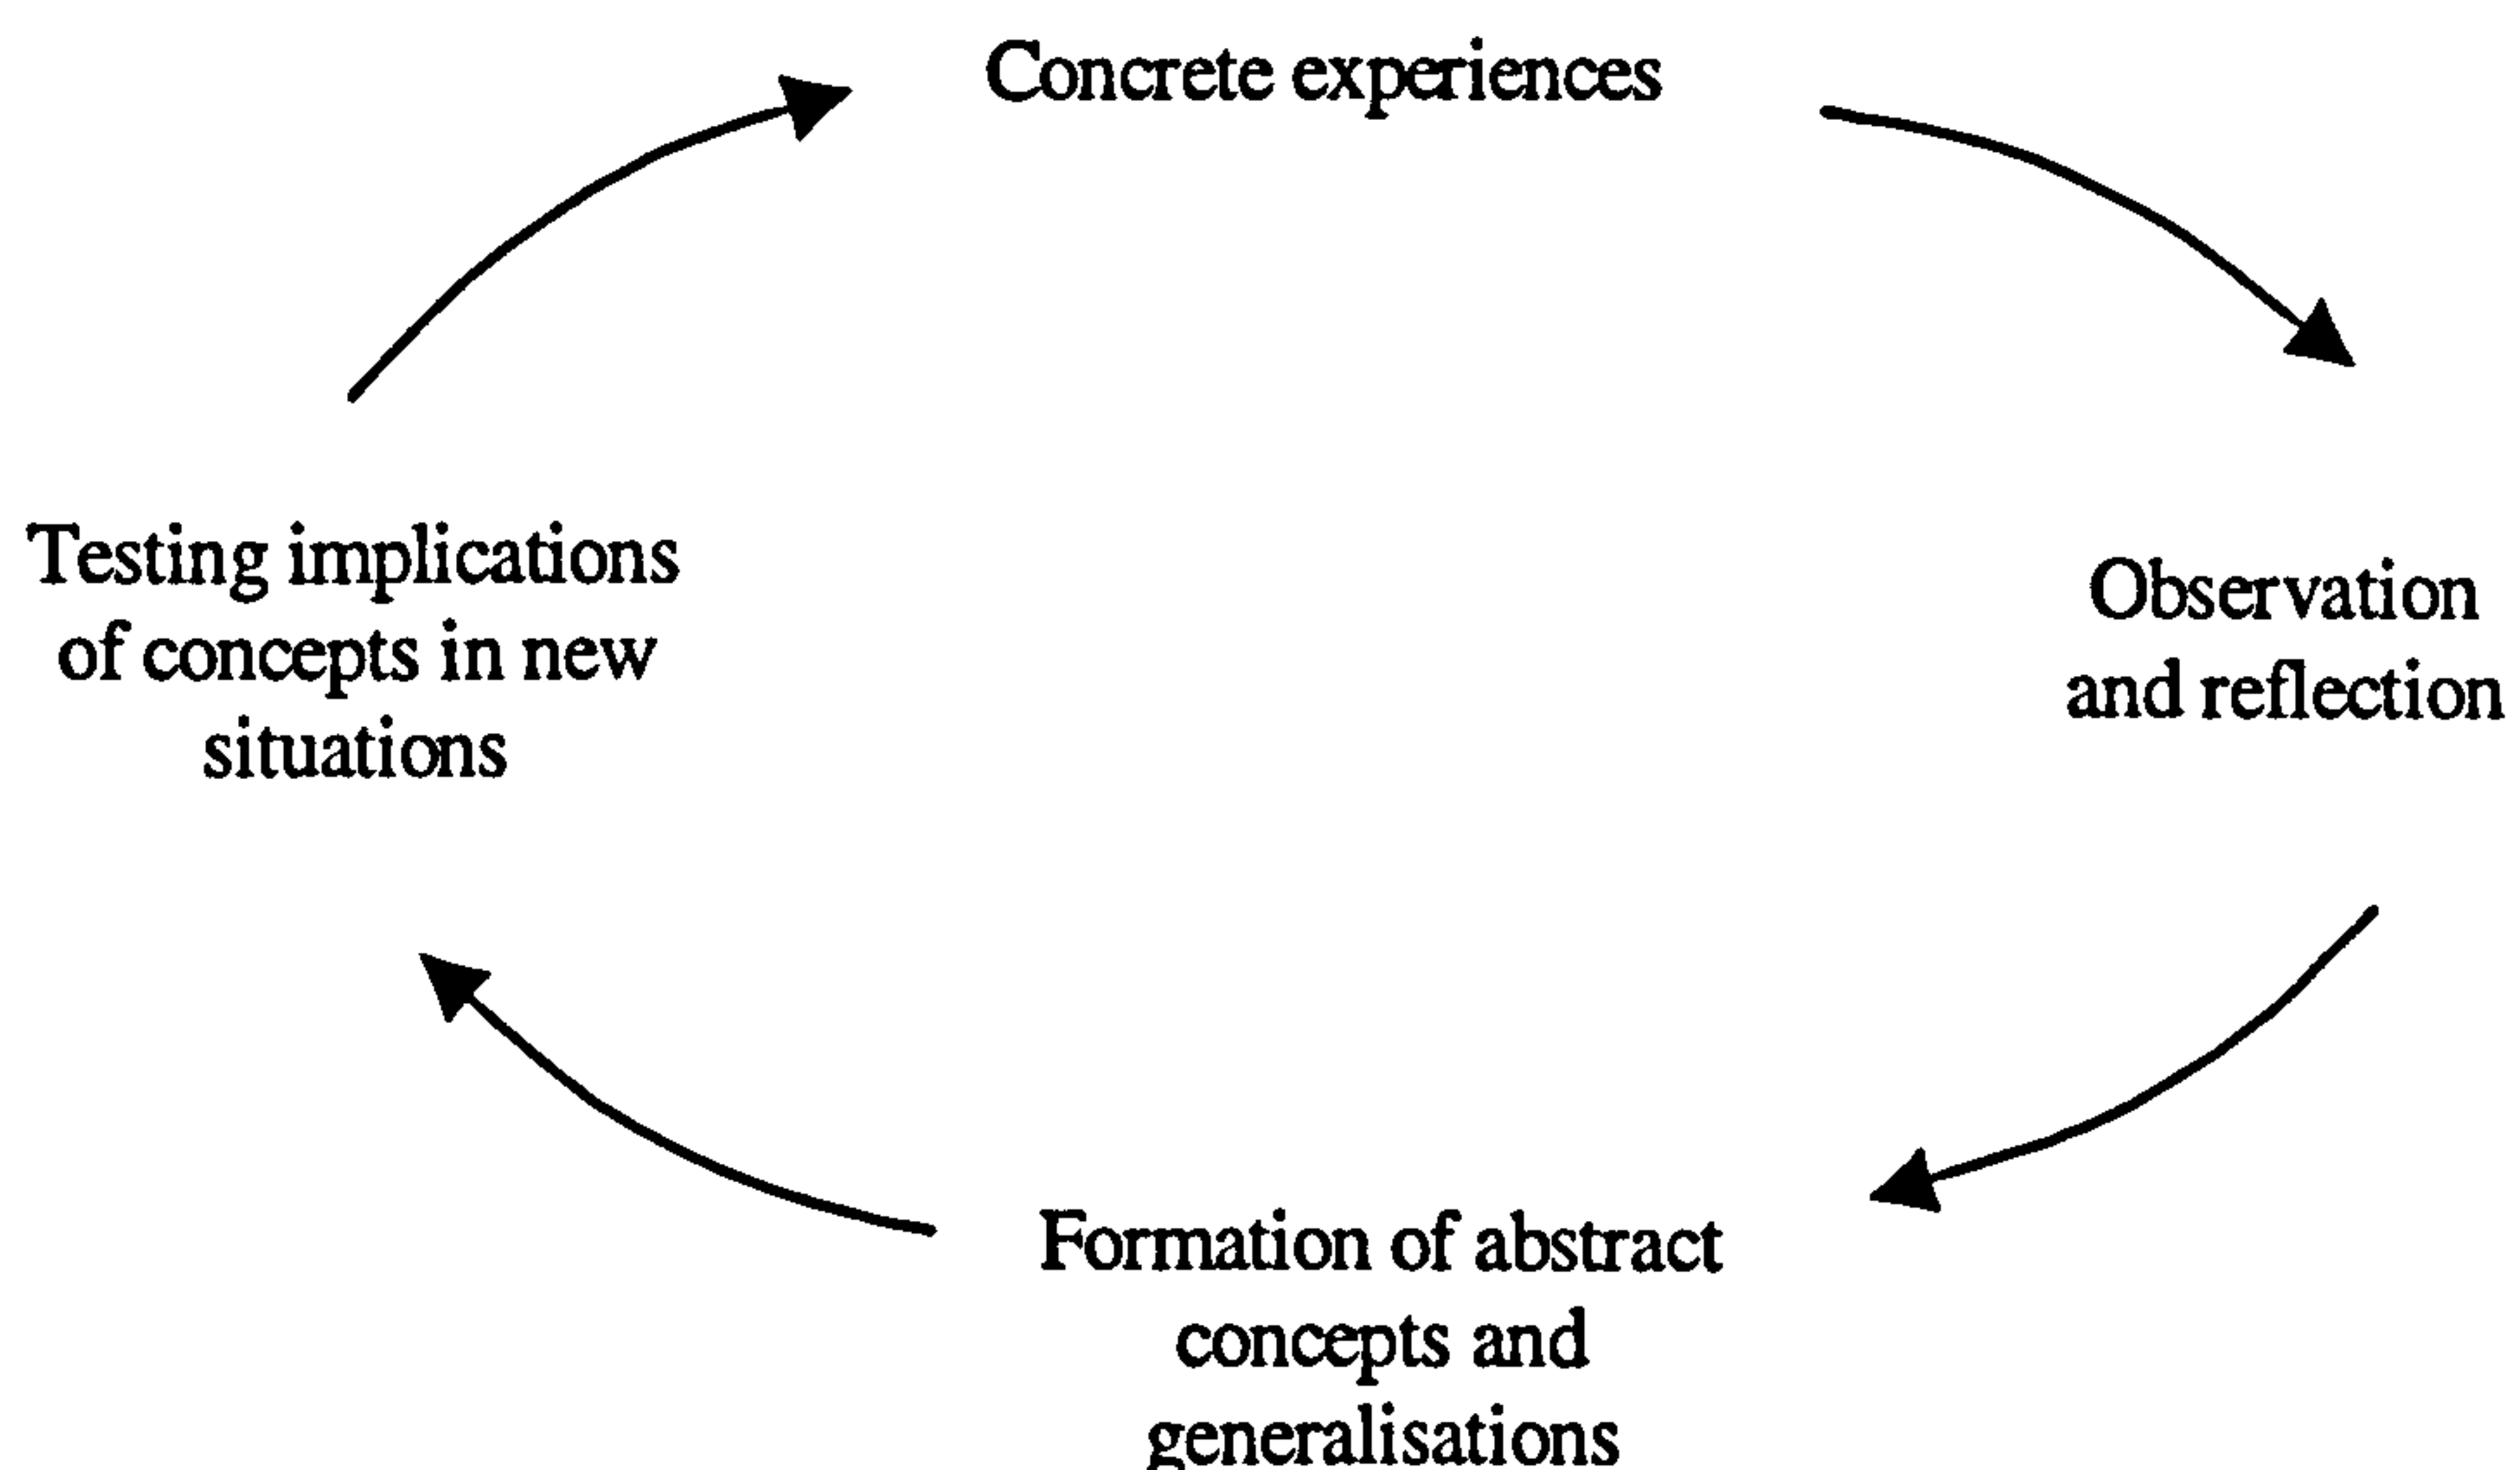 Concrete experiences
Testing implications
of concepts in new
situations
Observation
and reflection
Formation of abstract
concepts and
generalisations